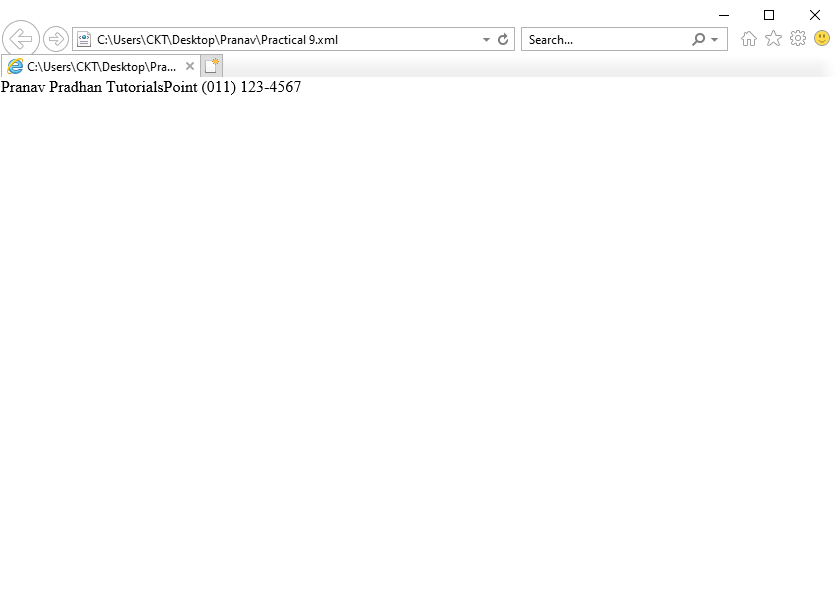 C:\Users\CKT\Desktop\Pranav\Practical 9.xml
Search...
C:\Users\CKT\Desktop\Pra...
Pranav Pradhan TutorialsPoint (011) 123-4567